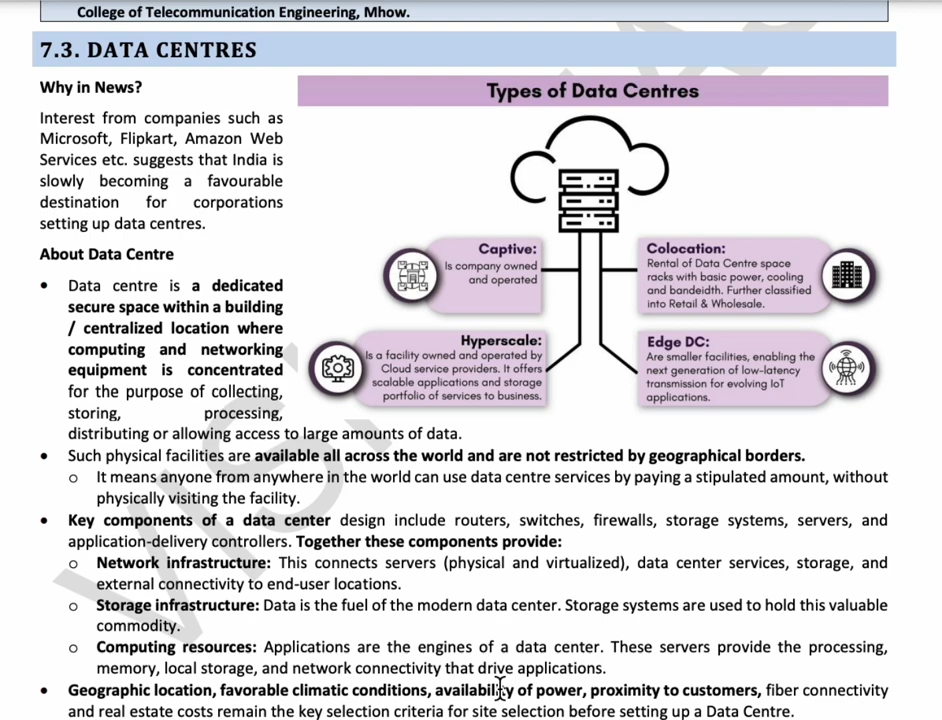 College of Telecommunication Engineering, Mhow.
7.3. DATA CENTRES
Why in News?
Interest from companies such as
Microsoft, Flipkart, Amazon Web
Services etc. suggests that India is
slowly becoming a favourable
destination for corporations
setting up data centres.
About Data Centre
• Data centre is a dedicated
secure space within a building
/ centralized location where
computing and networking
equipment is concentrated
for the purpose of collecting,
storing, processing,
distributing or allowing access to large amounts of data.
Types of Data Centres
Captive:
Is company owned
and operated
Colocation:
Rental of Data Centre space
racks with basic power, cooling
and bandeidth. Further classified
into Retail & Wholesale.
Hyperscale:
Is a facility owned and operated by
Cloud service providers. It offers
scalable applications and storage
portfolio of services to business.
Edge DC:
Are smaller facilities, enabling the
next generation of low-latency
transmission for evolving IoT
applications.
• Such physical facilities are available all across the world and are not restricted by geographical borders.
o It means anyone from anywhere in the world can use data centre services by paying a stipulated amount, without
physically visiting the facility.
• Key components of a data center design include routers, switches, firewalls, storage systems, servers, and
application-delivery controllers. Together these components provide:
o Network infrastructure: This connects servers (physical and virtualized), data center services, storage, and
external connectivity to end-user locations.
o Storage infrastructure: Data is the fuel of the modern data center. Storage systems are used to hold this valuable
commodity.
o Computing resources: Applications are the engines of a data center. These servers provide the processing,
memory, local storage, and network connectivity that drive applications.
• Geographic location, favorable climatic conditions, availability of power, proximity to customers, fiber connectivity
and real estate costs remain the key selection criteria for site selection before setting up a Data Centre.